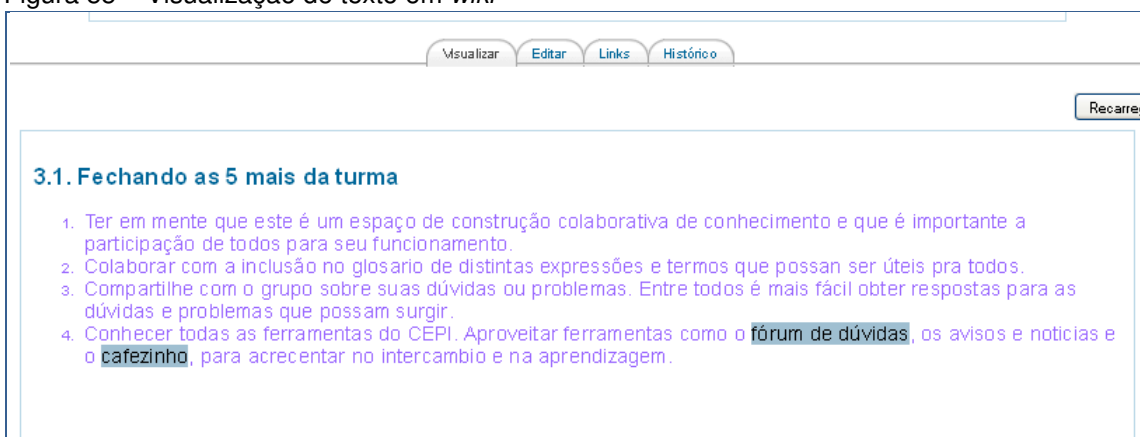 Visualizar Editar Links Histórico
Recarre
3.1. Fechando as 5 mais da turma
1. Ter em mente que este é um espaço de construção colaborativa de conhecimento e que é importante a
participação de todos para seu funcionamento.
2. Colaborar com a inclusão no glosario de distintas expressões e termos que possan ser úteis pra todos.
3. Compartilhe com o grupo sobre suas dúvidas ou problemas. Entre todos é mais fácil obter respostas para as
dúvidas e problemas que possam surgir.
4. Conhecer todas as ferramentas do CEPI. Aproveitar ferramentas como o fórum de dúvidas, os avisos e noticias e
o cafezinho, para acrecentar no intercambio e na aprendizagem.